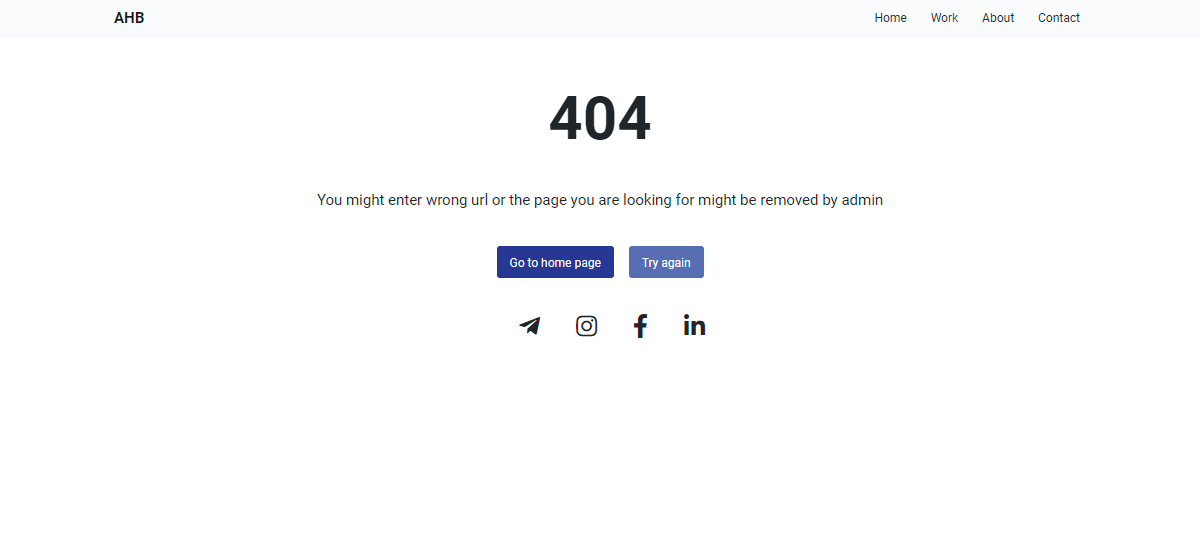 AHB
Home Work About Contact
404
You might enter wrong url or the page you are looking for might be removed by admin
Go to home page Try again